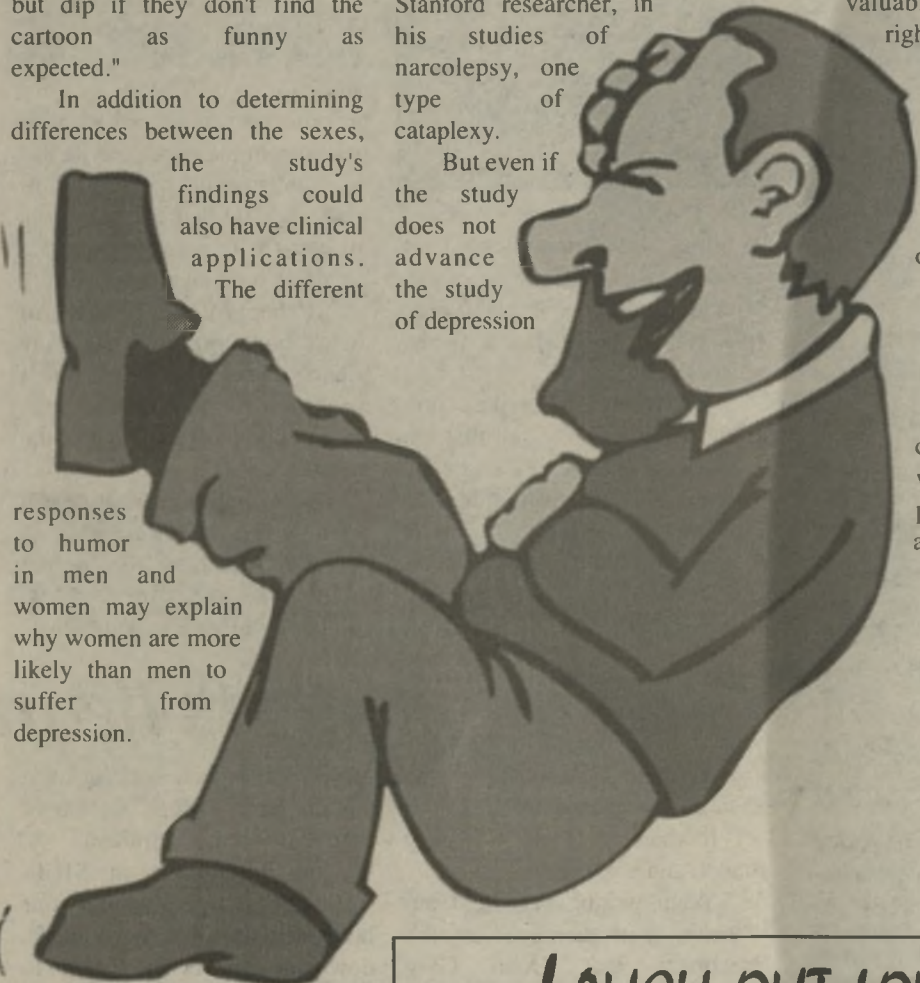 but dip if they don't find the
cartoon as funny as
expected."
In addition to determining
differences between the sexes,
the study's
findings could
also have clinical
applications.
The different
responses
to humor
in men and
women may explain
why women are more
likely than men to
suffer from
depression.
Stanford researcher, in
his studies of
narcolepsy, one
type of
cataplexy.
But even if
the study
does not
advance
the study
of depression